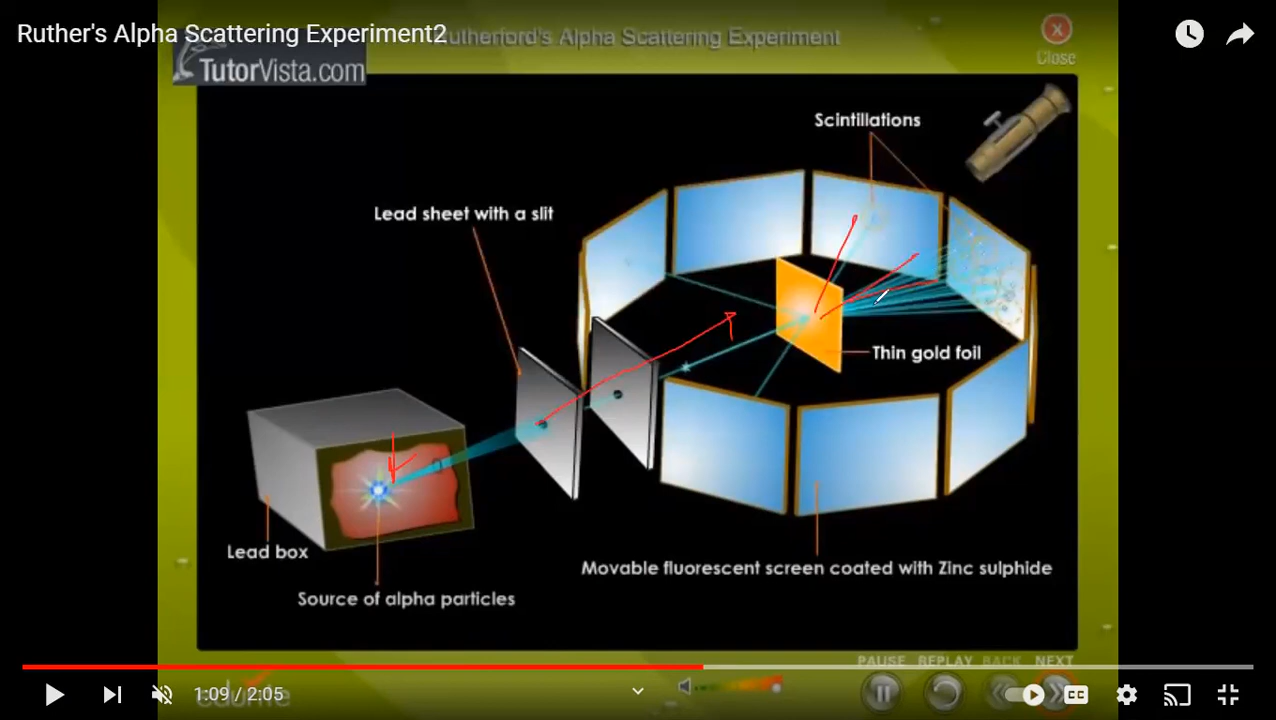 Ruther's Alpha Scattering Experiment2
Rutherford's Alpha Scattering Experiment
X
Close
TutorVista.com
Scintillations
Lead sheet with a slit
Thin gold foil
Lead box
Movable fluorescent screen coated with Zinc sulphide
Source of alpha particles
PAUSE REPLAY BACK NEXT
1:09 / 2:05
CC